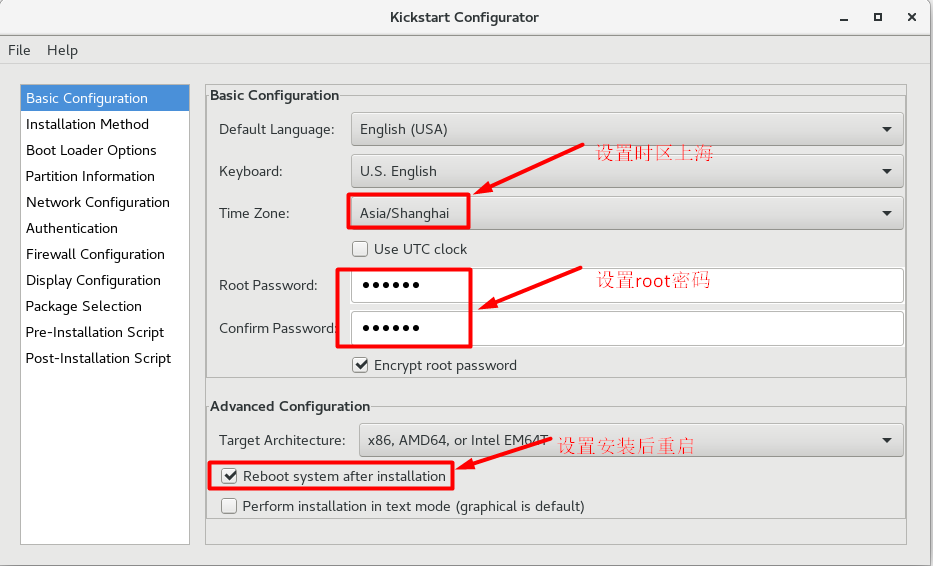 Kickstart Configurator
File Help
Basic Configuration
Installation Method
Boot Loader Options
Partition Information
Network Configuration
Authentication
Firewall Configuration
Display Configuration
Package Selection
Pre-Installation Script
Post-Installation Script
Basic Configuration
Default Language: English (USA)
设置时区上海
Keyboard: U.S. English
Time Zone: Asia/Shanghai
Use UTC clock
Root Password: ●●●●●●
设置root密码
Confirm Password: ●●●●●●
Encrypt root password
Advanced Configuration
Target Architecture: x86, AMD64, or Intel EM64T
设置安装后重启
Reboot system after installation
Perform installation in text mode (graphical is default)